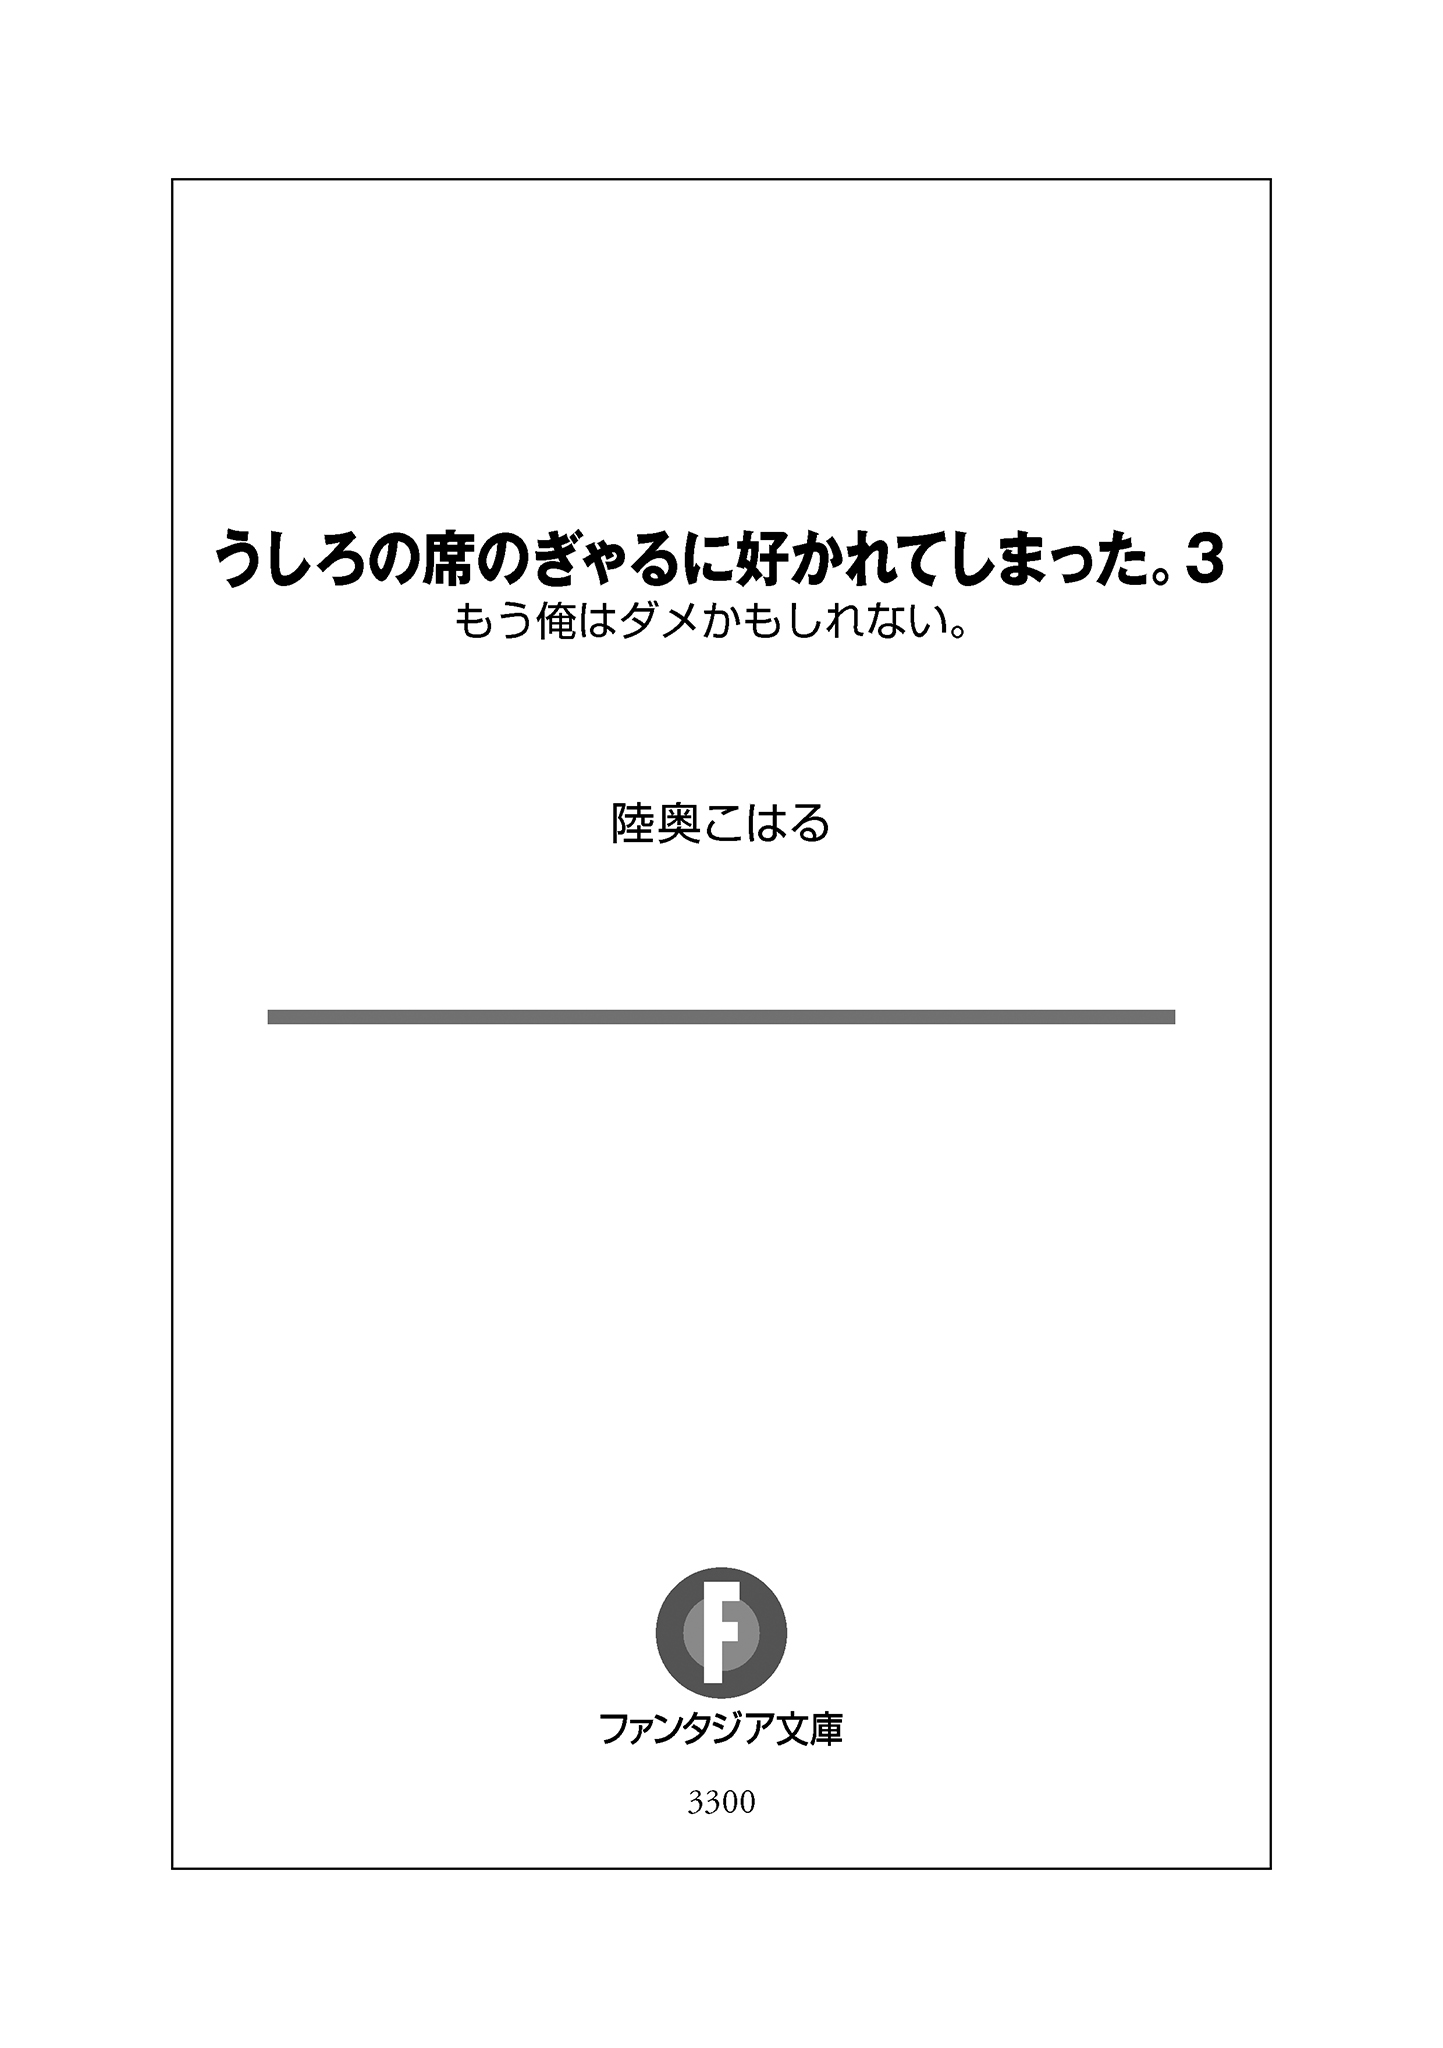 うしろの席のぎゃるに好かれてしまった。3
もう俺はダメかもしれない。
陸奥こはる
F
ファンタジア文庫
3300